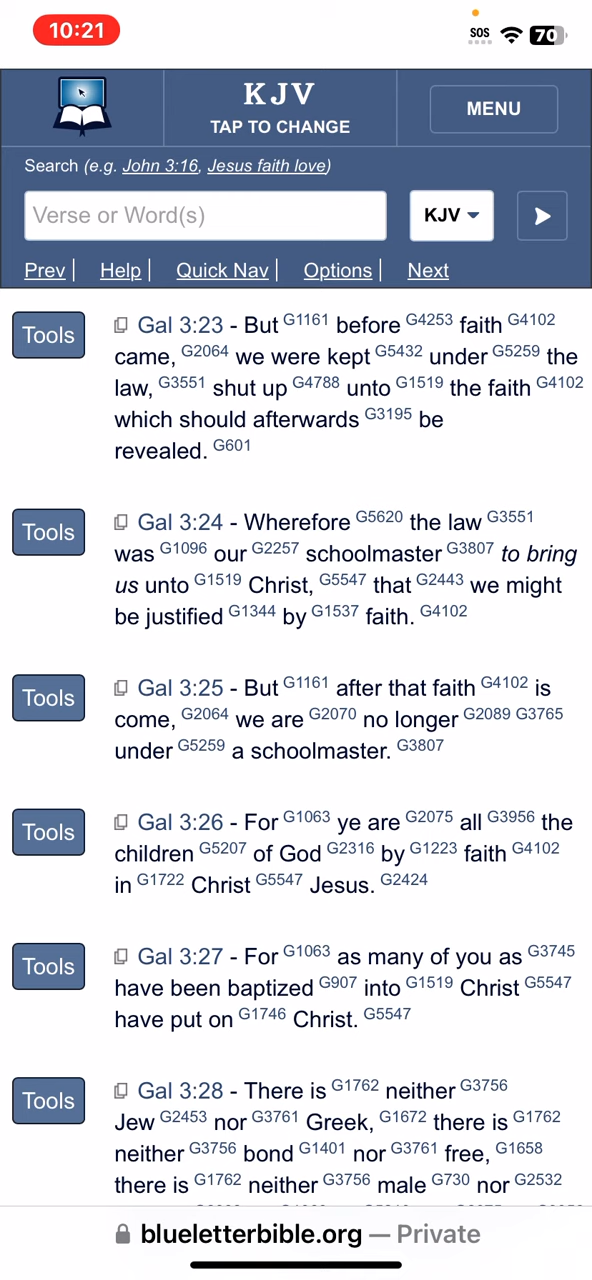 10:21
SOS
70
KJV
TAP TO CHANGE
MENU
Search (e.g. John 3:16, Jesus faith love)
Verse or Word(s)
KJV
Prev | Help | Quick Nav | Options | Next
Tools
Gal 3:23 - But G1161 before G4253 faith G4102
came, G2064 we were kept G5432 under G5259 the
law, G3551 shut up G4788 unto G1519 the faith G4102
which should afterwards G3195 be
revealed. G601
Tools
Gal 3:24 - Wherefore G5620 the law G3551
was G1096 our G2257 schoolmaster G3807 to bring
us unto G1519 Christ, G5547 that G2443 we might
be justified G1344 by G1537 faith. G4102
Tools
Gal 3:25 - But G1161 after that faith G4102 is
come, G2064 we are G2070 no longer G2089 G3765
under G5259 a schoolmaster. G3807
Tools
Gal 3:26 - For G1063 ye are G2075 all G3956 the
children G5207 of God G2316 by G1223 faith G4102
in G1722 Christ G5547 Jesus. G2424
Tools
Gal 3:27 - For G1063 as many of you as G3745
have been baptized G907 into G1519 Christ G5547
have put on G1746 Christ. G5547
Tools
Gal 3:28 - There is G1762 neither G3756
Jew G2453 nor G3761 Greek, G1672 there is G1762
neither G3756 bond G1401 nor G3761 free, G1658
there is G1762 neither G3756 male G730 nor G2532
blueletterbible.org — Private